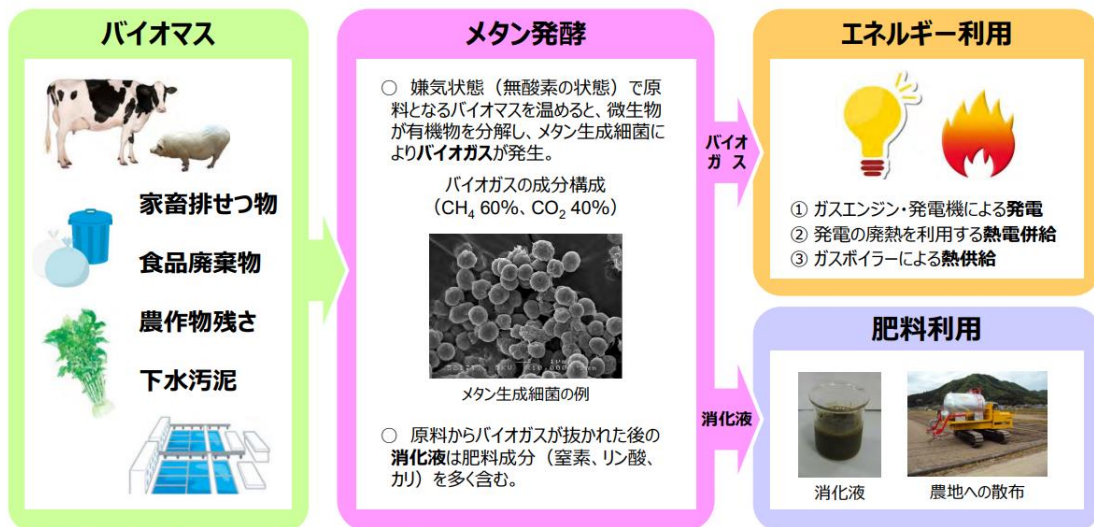 バイオマス
家畜排せつ物
食品廃棄物
農作物残さ
下水汚泥
メタン発酵
○ 嫌気状態（無酸素の状態）で原
料となるバイオマスを温めると、微生物
が有機物を分解し、メタン生成細菌に
よりバイオガスが発生。
バイオガスの成分構成
（CH₄ 60%、CO₂ 40%）
メタン生成細菌の例
○ 原料からバイオガスが抜かれた後の
消化液は肥料成分（窒素、リン酸、
カリ）を多く含む。
バイオ
ガス
消化液
エネルギー利用
① ガスエンジン・発電機による発電
② 発電の廃熱を利用する熱電併給
③ ガスボイラーによる熱供給
肥料利用
消化液
農地への散布